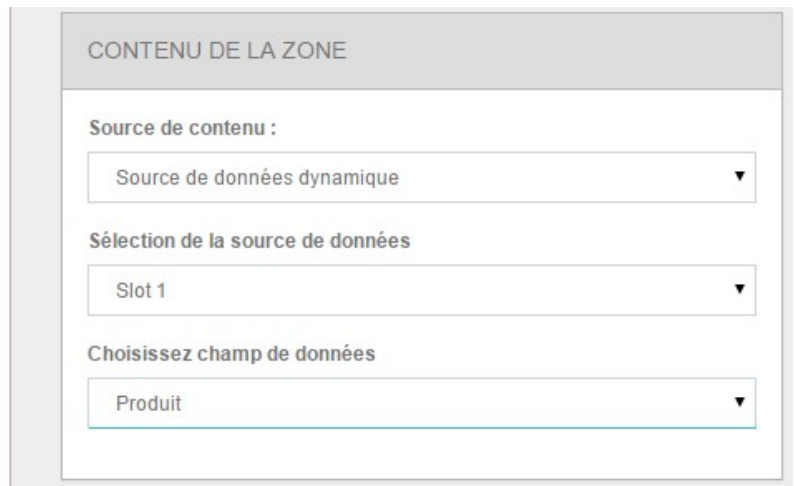 CONTENU DE LA ZONE
Source de contenu :
Source de données dynamique
Sélection de la source de données
Slot 1
Choisissez champ de données
Produit